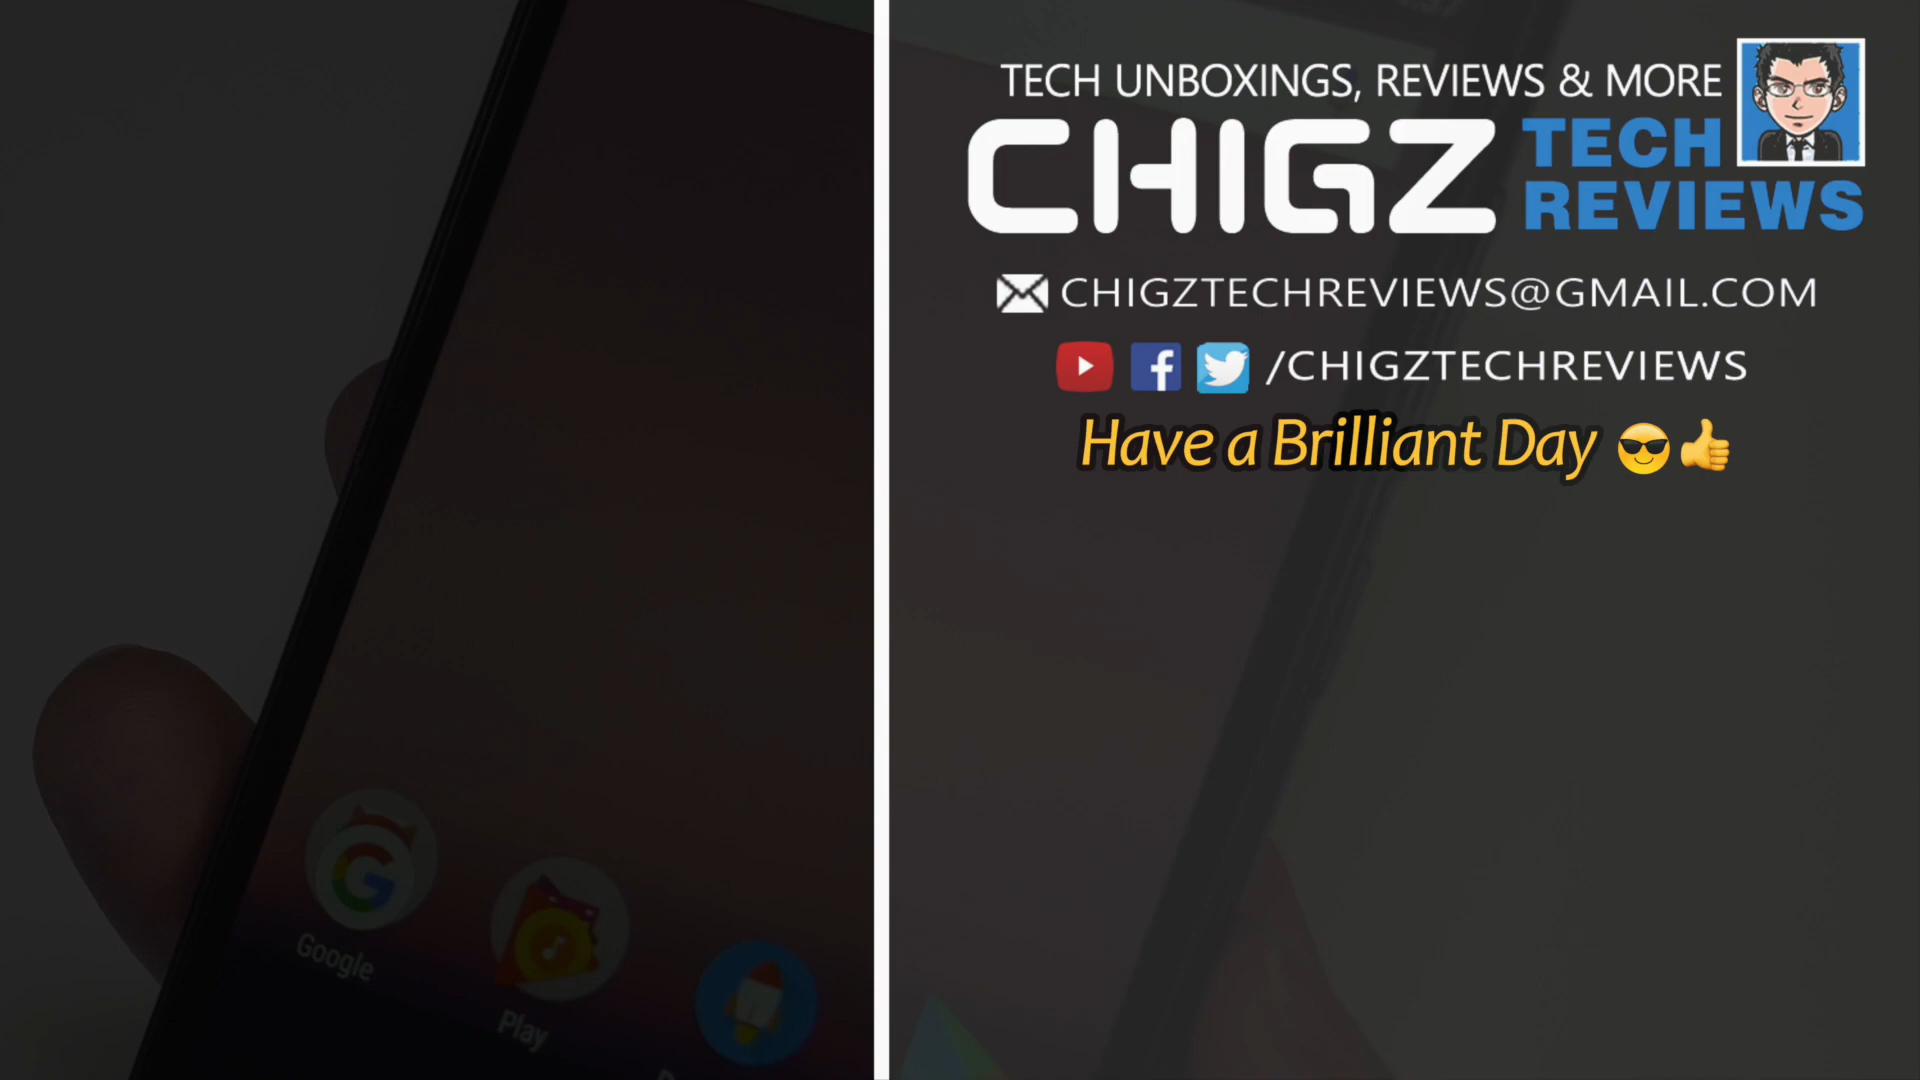 TECH UNBOXINGS, REVIEWS & MORE
CHIGZ TECH REVIEWS
CHIGZTECHREVIEWS@GMAIL.COM
/CHIGZTECHREVIEWS
Have a Brilliant Day 😎👍
Google
Play